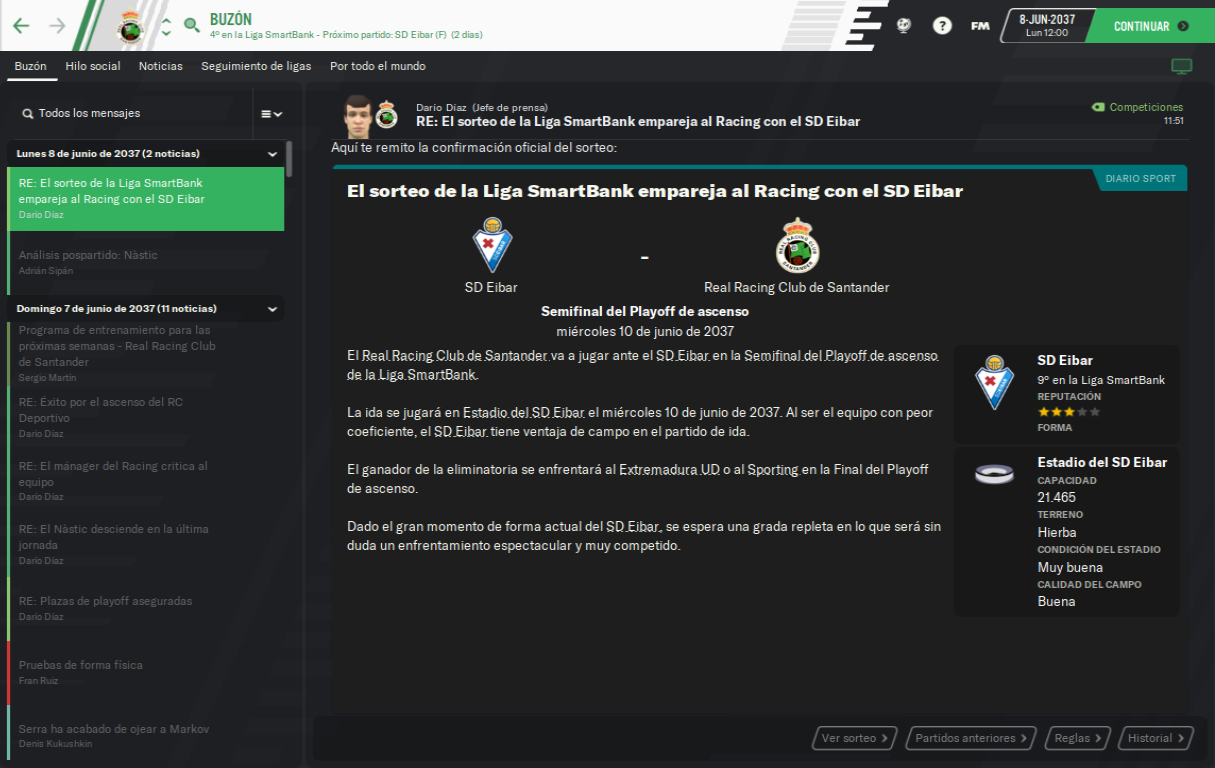 BUZÓN
4º en la Liga SmartBank - Próximo partido: SD Eibar (F) (2 días)
?
FM
8-JUN-2037
Lun 12:00
CONTINUAR
Buzón
Hilo social
Noticias
Seguimiento de ligas
Por todo el mundo
Todos los mensajes
Lunes 8 de junio de 2037 (2 noticias)
RE: El sorteo de la Liga SmartBank
empareja al Racing con el SD Eibar
Darío Díaz
Análisis pospartido: Nàstic
Adrián Sipán
Domingo 7 de junio de 2037 (11 noticias)
Programa de entrenamiento para las
próximas semanas - Real Racing Club
de Santander
Sergio Martín
RE: Éxito por el ascenso del RC
Deportivo
Darío Díaz
RE: El mánager del Racing critica al
equipo
Darío Díaz
RE: El Nàstic desciende en la última
jornada
Darío Díaz
RE: Plazas de playoff aseguradas
Darío Díaz
Pruebas de forma física
Fran Ruiz
Serra ha acabado de ojear a Markov
Denis Kukushkin
Darío Díaz (Jefe de prensa)
RE: El sorteo de la Liga SmartBank empareja al Racing con el SD Eibar
Competiciones
11:51
Aquí te remito la confirmación oficial del sorteo:
DIARIO SPORT
El sorteo de la Liga SmartBank empareja al Racing con el SD Eibar
-
SD Eibar
Real Racing Club de Santander
Semifinal del Playoff de ascenso
miércoles 10 de junio de 2037
El Real Racing Club de Santander va a jugar ante el SD Eibar en la Semifinal del Playoff de ascenso
de la Liga SmartBank.
La ida se jugará en Estadio del SD Eibar el miércoles 10 de junio de 2037. Al ser el equipo con peor
coeficiente, el SD Eibar tiene ventaja de campo en el partido de ida.
El ganador de la eliminatoria se enfrentará al Extremadura UD o al Sporting en la Final del Playoff
de ascenso.
Dado el gran momento de forma actual del SD Eibar, se espera una grada repleta en lo que será sin
duda un enfrentamiento espectacular y muy competido.
SD Eibar
9º en la Liga SmartBank
REPUTACIÓN
FORMA
Estadio del SD Eibar
CAPACIDAD
21.465
TERRENO
Hierba
CONDICIÓN DEL ESTADIO
Muy buena
CALIDAD DEL CAMPO
Buena
Ver sorteo
Partidos anteriores
Reglas
Historial